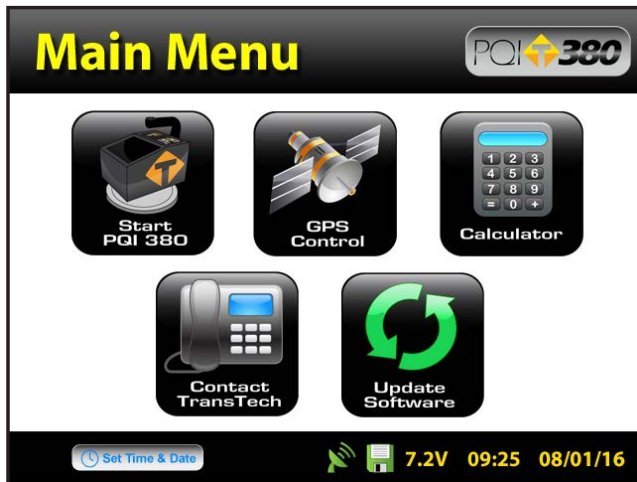 Main Menu
PQI T 380
Start
PQI 380
GPS
Control
Calculator
1 2 3
4 5 6
7 8 9
= 0 +
Contact
TransTech
Update
Software
Set Time & Date
7.2V 09:25 08/01/16